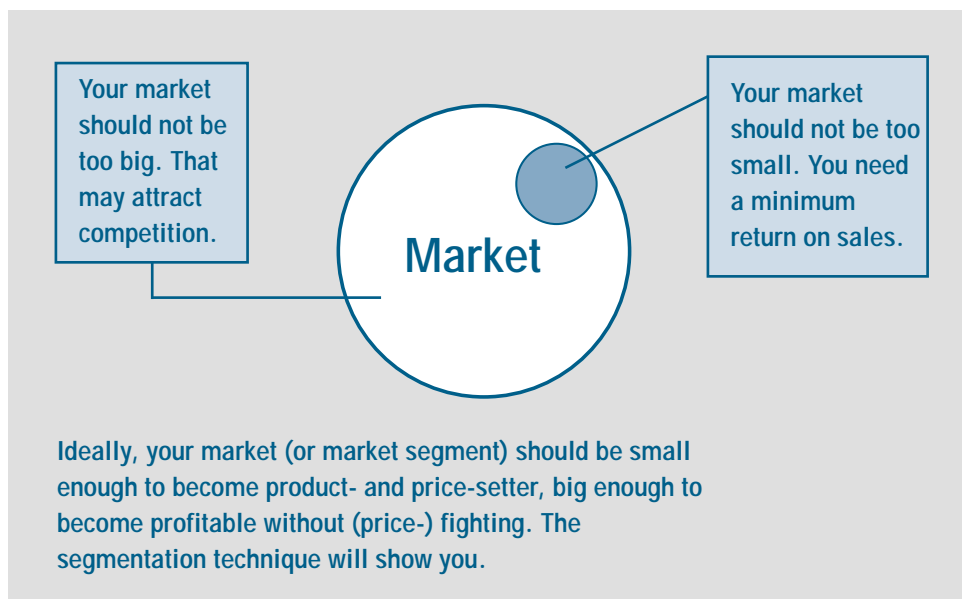 Your market
should not be
too big. That
may attract
competition.
Your market
should not be too
small. You need
a minimum
return on sales.
Market
Ideally, your market (or market segment) should be small
enough to become product- and price-setter, big enough to
become profitable without (price-) fighting. The
segmentation technique will show you.